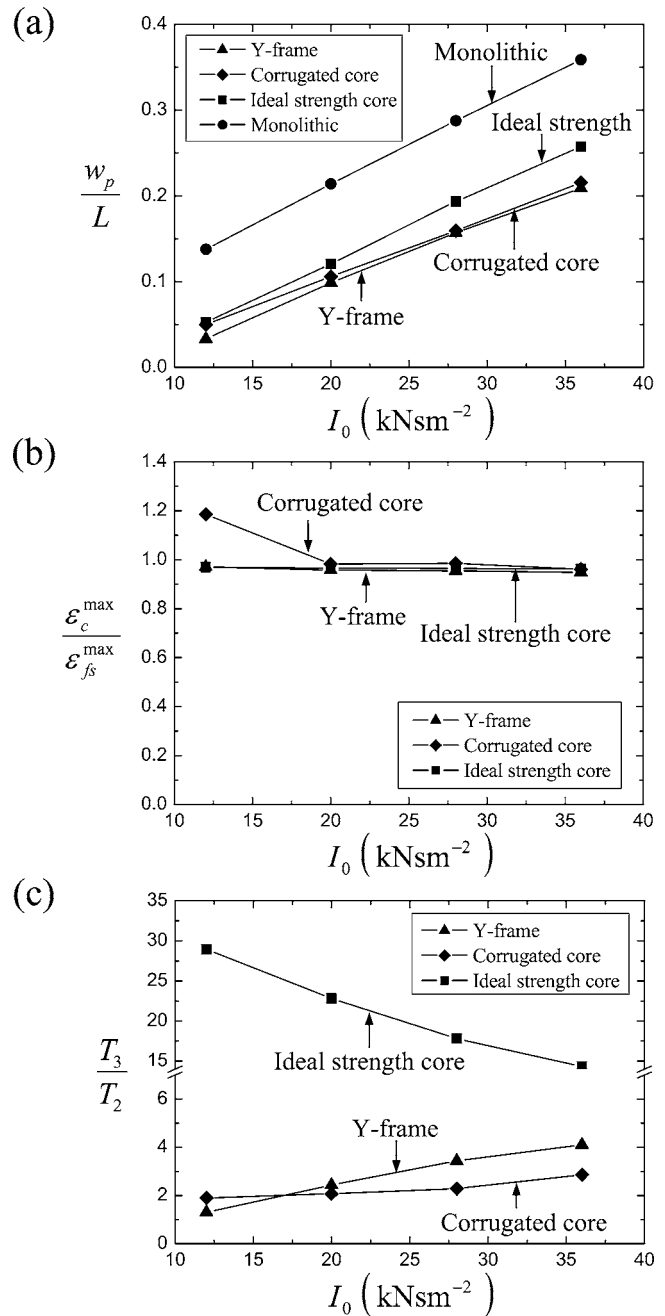 (a)
0.4
0.3
0.2
0.1
0.0
w_p
L
Y-frame
Corrugated core
Ideal strength core
Monolithic
Monolithic
Ideal strength
Corrugated core
Y-frame
10 15 20 25 30 35 40
I₀ ( kNsm⁻² )
(b)
1.4
1.2
1.0
0.8
0.6
0.4
0.2
0.0
ε_c^max
ε_fs^max
Corrugated core
Y-frame
Ideal strength core
Y-frame
Corrugated core
Ideal strength core
10 15 20 25 30 35 40
I₀ ( kNsm⁻² )
(c)
35
30
25
20
15
6
4
2
0
T₃
T₂
Y-frame
Corrugated core
Ideal strength core
Ideal strength core
Y-frame
Corrugated core
10 15 20 25 30 35 40
I₀ ( kNsm⁻² )